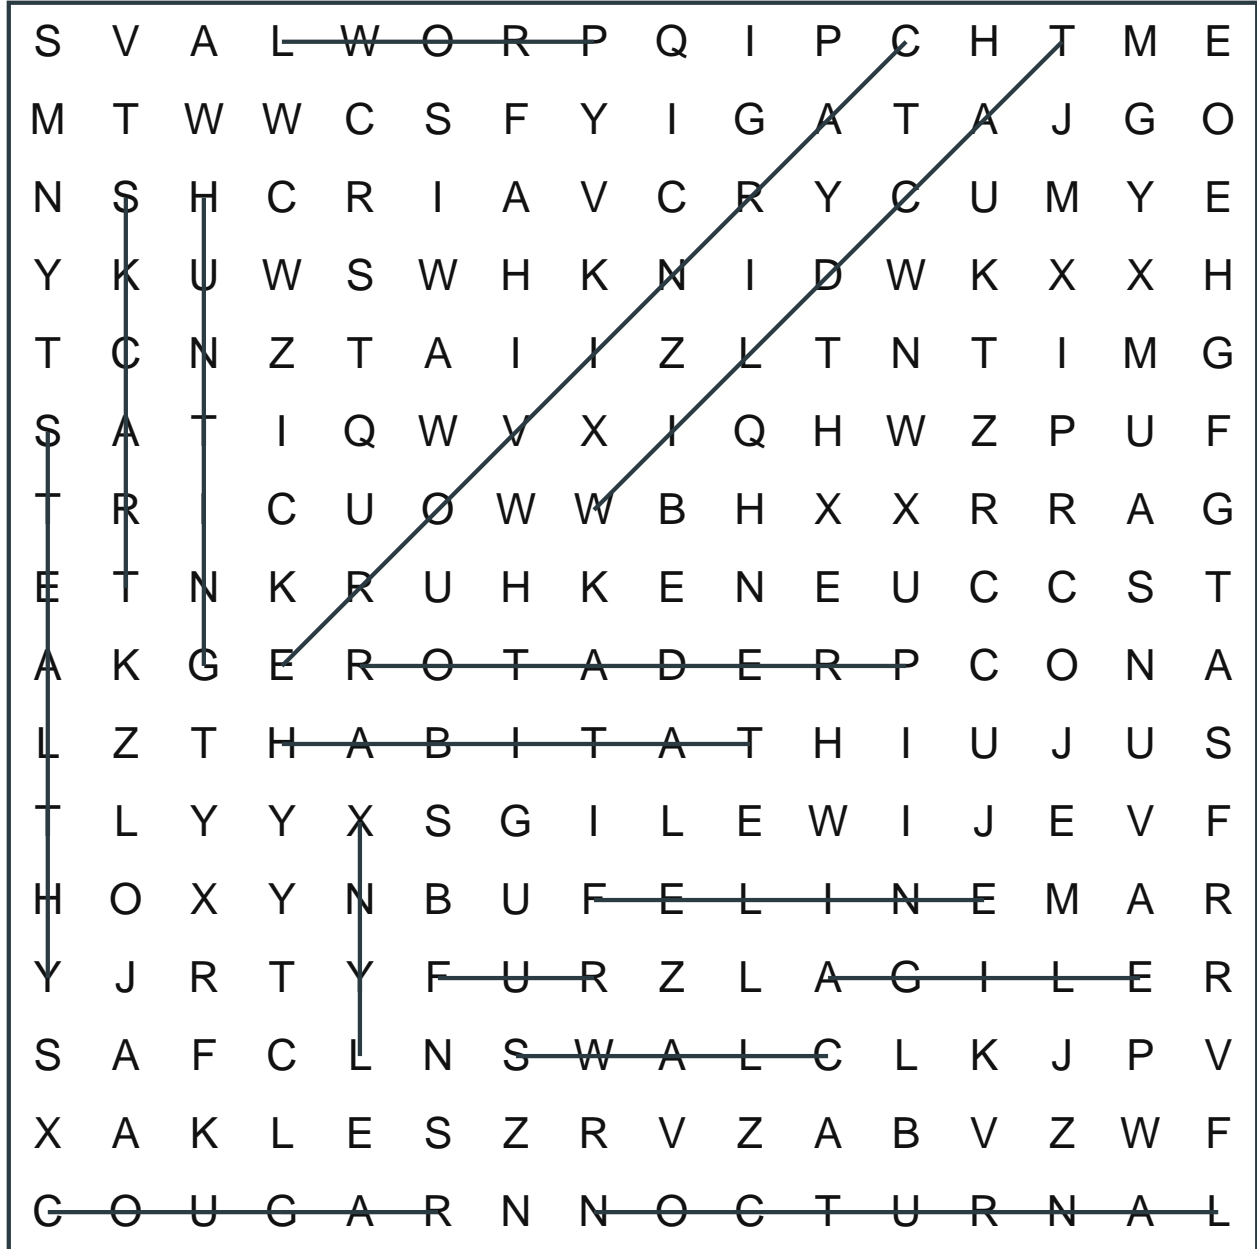 S V A L W O R P Q I P C H T M E
M T W W C S F Y I G A T A J G O
N S H C R I A V C R Y C U M Y E
Y K U W S W H K N I D W K X X H
T C N Z T A I I Z L T N T I M G
S A T I Q W V X I Q H W Z P U F
T R I C U O W W B H X X R R A G
E T N K R U H K E N E U C C S T
A K G E R O T A D E R P C O N A
L Z T H A B I T A T H I U J U S
T L Y Y X S G I L E W I J E V F
H O X Y N B U F E L I N E M A R
Y J R T Y F U R Z L A G I L E R
S A F C L N S W A L C L K J P V
X A K L E S Z R V Z A B V Z W F
C O U G A R N N O C T U R N A L